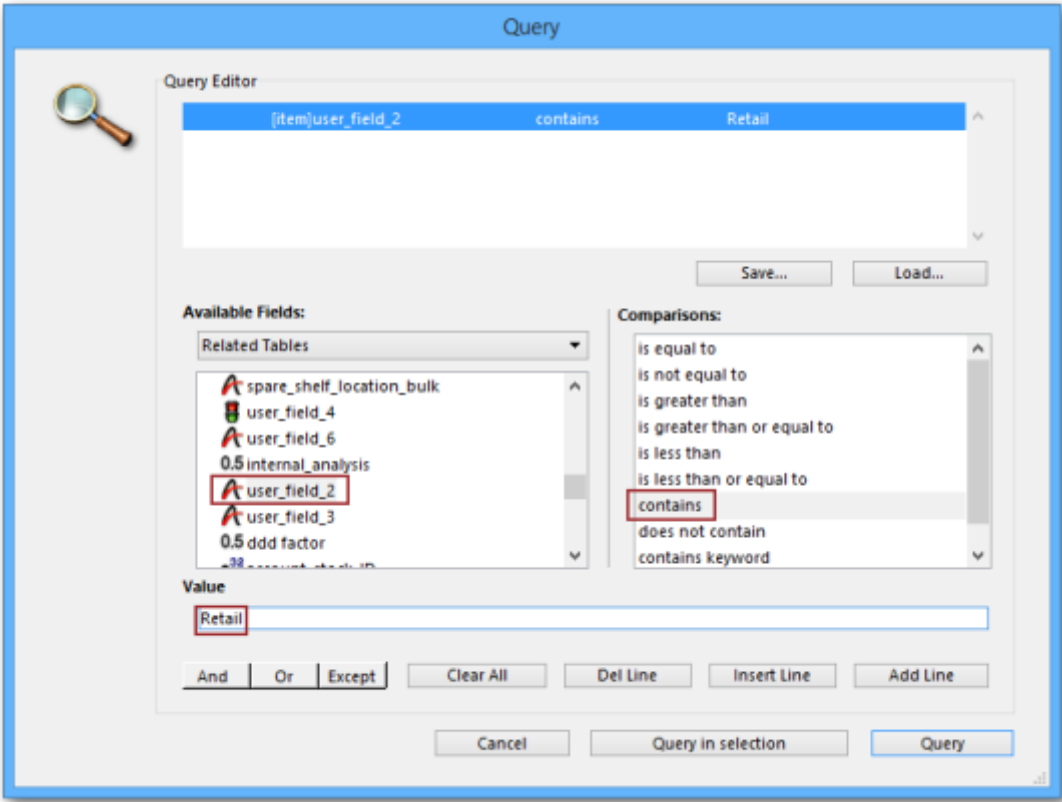 Query
Query Editor
[item]user_field_2 contains Retail
Save... Load...
Available Fields:
Related Tables
spare_shelf_location_bulk
user_field_4
user_field_6
0.5 internal_analysis
user_field_2
user_field_3
0.5 ddd factor
Comparisons:
is equal to
is not equal to
is greater than
is greater than or equal to
is less than
is less than or equal to
contains
does not contain
contains keyword
Value
Retail
And Or Except Clear All Del Line Insert Line Add Line
Cancel Query in selection Query